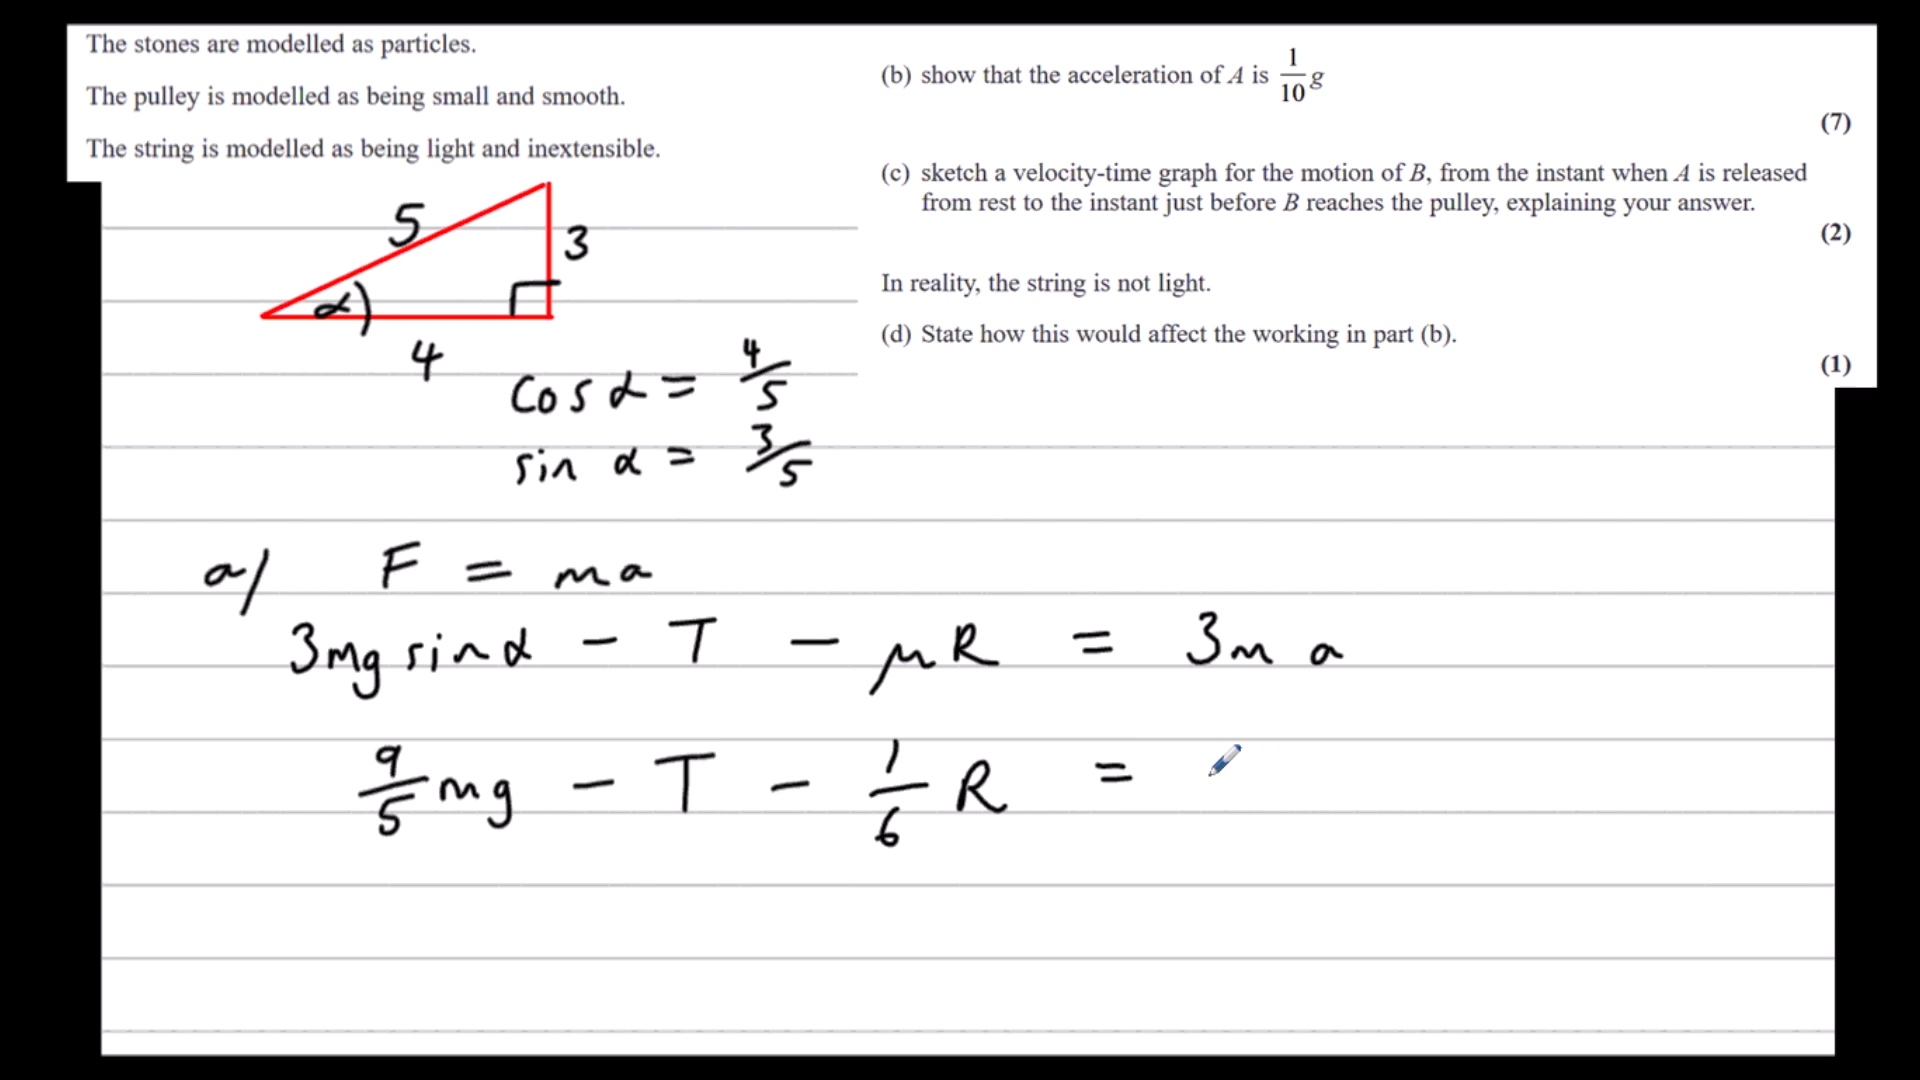 The stones are modelled as particles.
The pulley is modelled as being small and smooth.
The string is modelled as being light and inextensible.
(b) show that the acceleration of A is 1/10 g
(7)
(c) sketch a velocity-time graph for the motion of B, from the instant when A is released
from rest to the instant just before B reaches the pulley, explaining your answer.
(2)
In reality, the string is not light.
(d) State how this would affect the working in part (b).
(1)
5
3
α
4
cos α = 4/5
sin α = 3/5
a/ F = ma
3mg sin α - T - μR = 3m a
9/5 mg - T - 1/6 R =